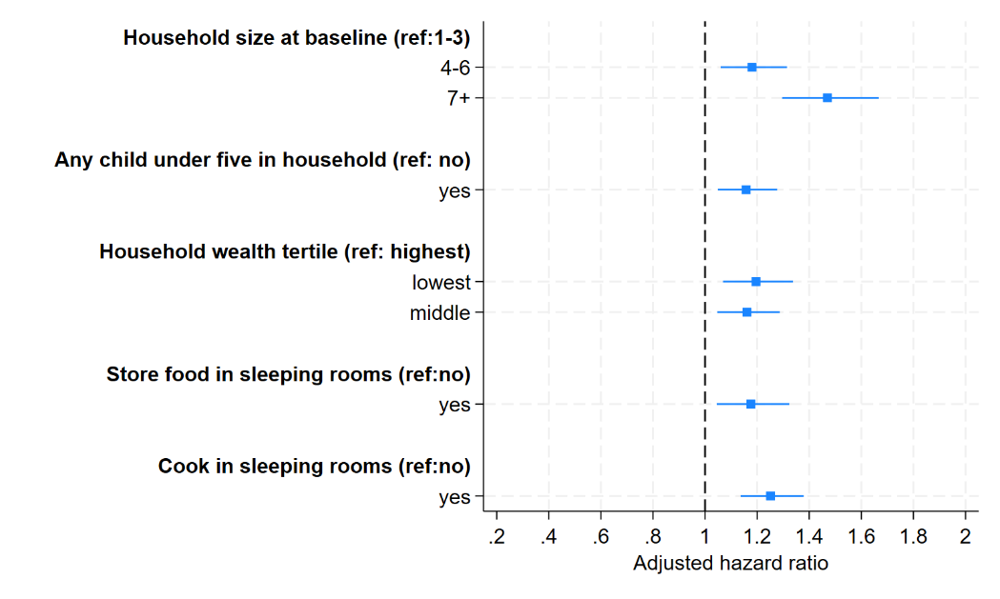 Household size at baseline (ref:1-3)
4-6
7+
Any child under five in household (ref: no)
yes
Household wealth tertile (ref: highest)
lowest
middle
Store food in sleeping rooms (ref:no)
yes
Cook in sleeping rooms (ref:no)
yes
.2 .4 .6 .8 1 1.2 1.4 1.6 1.8 2
Adjusted hazard ratio